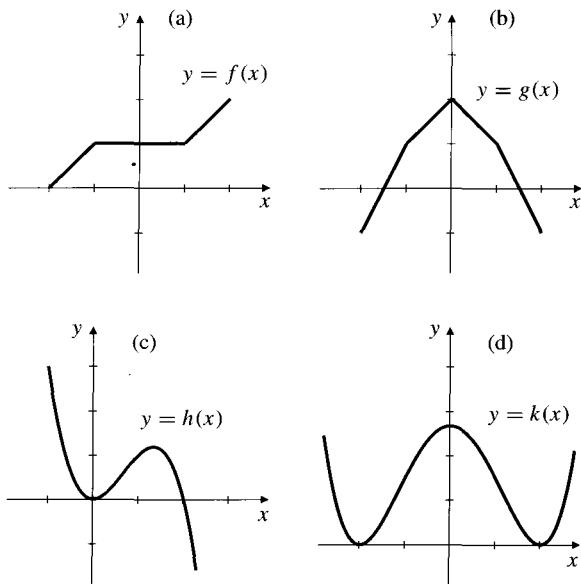 y (a)
y = f(x)
x
y (b)
y = g(x)
x
y (c)
y = h(x)
x
y (d)
y = k(x)
x